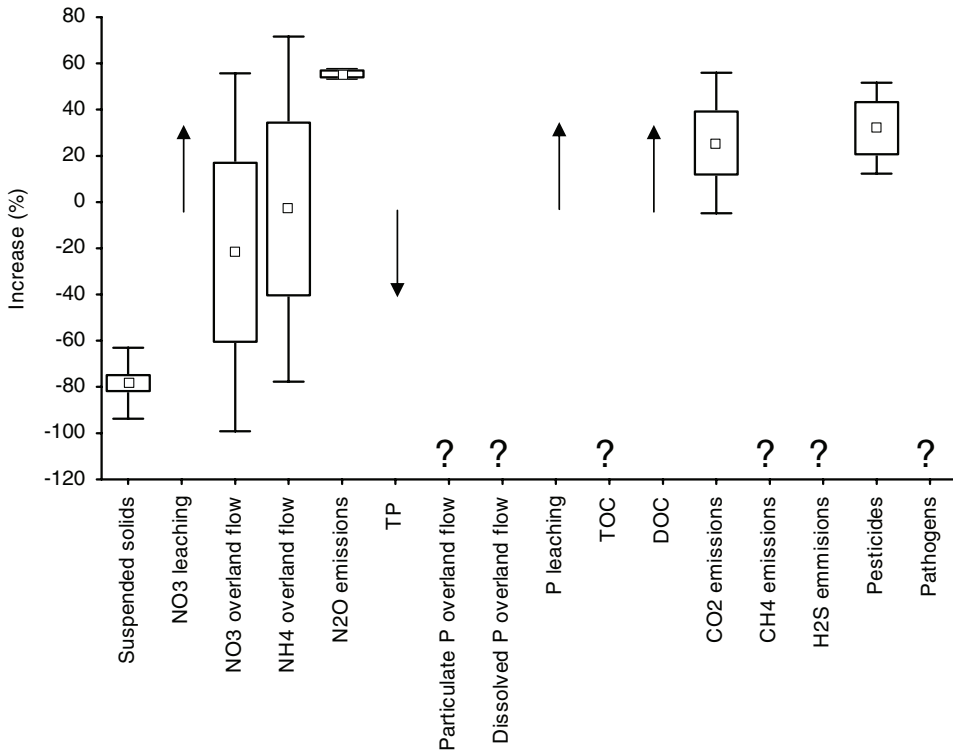 Increase (%)
80
60
40
20
0
-20
-40
-60
-80
-100
-120
? ? ? ? ? ?
Suspended solids
NO3 leaching
NO3 overland flow
NH4 overland flow
N2O emissions
TP
Particulate P overland flow
Dissolved P overland flow
P leaching
TOC
DOC
CO2 emissions
CH4 emissions
H2S emmisions
Pesticides
Pathogens